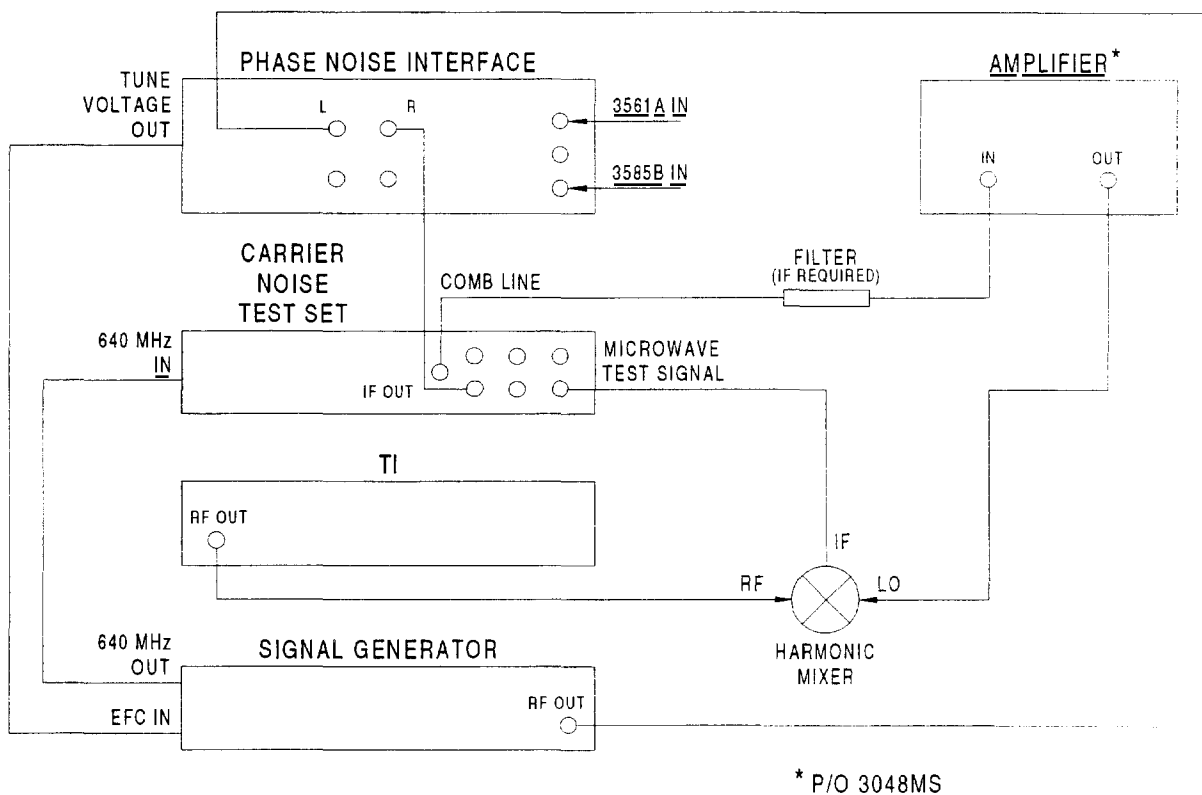 PHASE NOISE INTERFACE
AMPLIFIER*
TUNE
VOLTAGE
OUT
L
R
3561A IN
3585B IN
IN
OUT
CARRIER
NOISE
TEST SET
COMB LINE
FILTER
(IF REQUIRED)
640 MHz
IN
IF OUT
MICROWAVE
TEST SIGNAL
TI
RF OUT
IF
RF
LO
HARMONIC
MIXER
640 MHz
OUT
SIGNAL GENERATOR
EFC IN
RF OUT
* P/O 3048MS